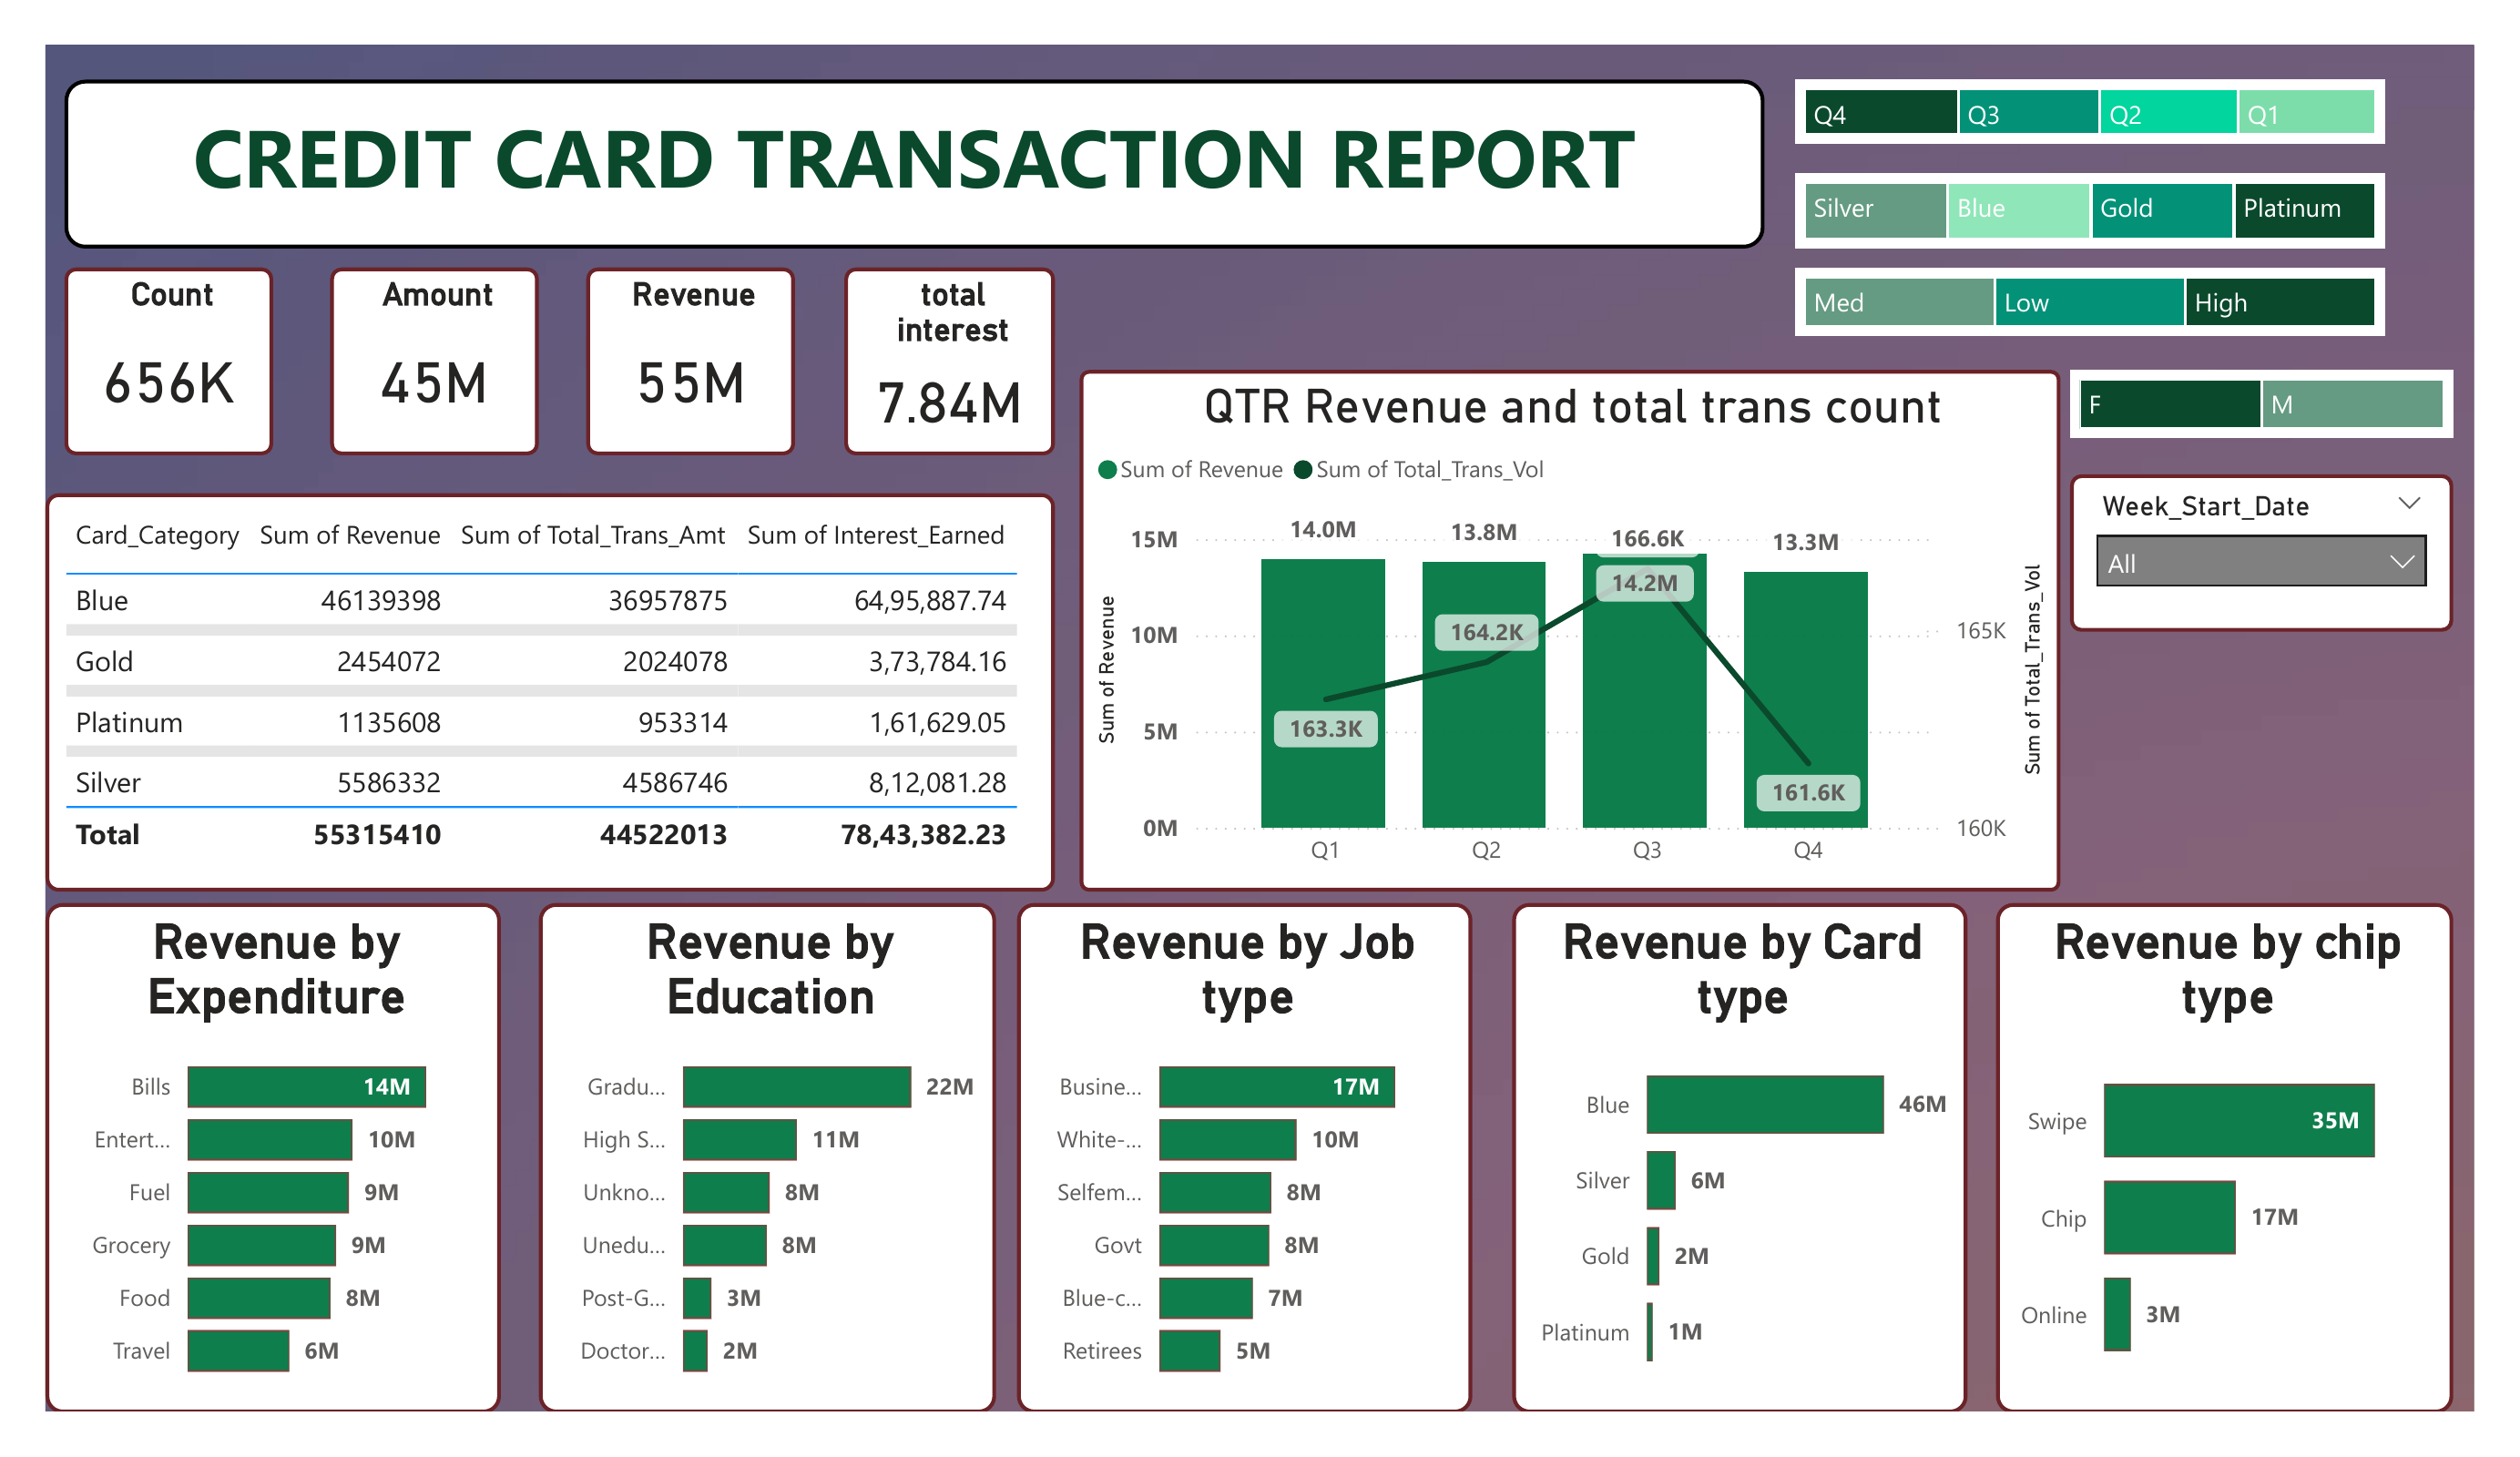 CREDIT CARD TRANSACTION REPORT
Q4 Q3 Q2 Q1
Silver Blue Gold Platinum
Med Low High
F M
Week_Start_Date
All
Count
656K
Amount
45M
Revenue
55M
total
interest
7.84M
Card_Category Sum of Revenue Sum of Total_Trans_Amt Sum of Interest_Earned
Blue 46139398 36957875 64,95,887.74
Gold 2454072 2024078 3,73,784.16
Platinum 1135608 953314 1,61,629.05
Silver 5586332 4586746 8,12,081.28
Total 55315410 44522013 78,43,382.23
QTR Revenue and total trans count
Sum of Revenue Sum of Total_Trans_Vol
15M
10M
5M
0M
Sum of Revenue
14.0M 13.8M 166.6K 13.3M
14.2M
164.2K
163.3K
161.6K
Q1 Q2 Q3 Q4
165K
160K
Sum of Total_Trans_Vol
Revenue by
Expenditure
Bills 14M
Entert... 10M
Fuel 9M
Grocery 9M
Food 8M
Travel 6M
Revenue by
Education
Gradu... 22M
High S... 11M
Unkno... 8M
Unedu... 8M
Post-G... 3M
Doctor... 2M
Revenue by Job
type
Busine... 17M
White-... 10M
Selfem... 8M
Govt 8M
Blue-c... 7M
Retirees 5M
Revenue by Card
type
Blue 46M
Silver 6M
Gold 2M
Platinum 1M
Revenue by chip
type
Swipe 35M
Chip 17M
Online 3M